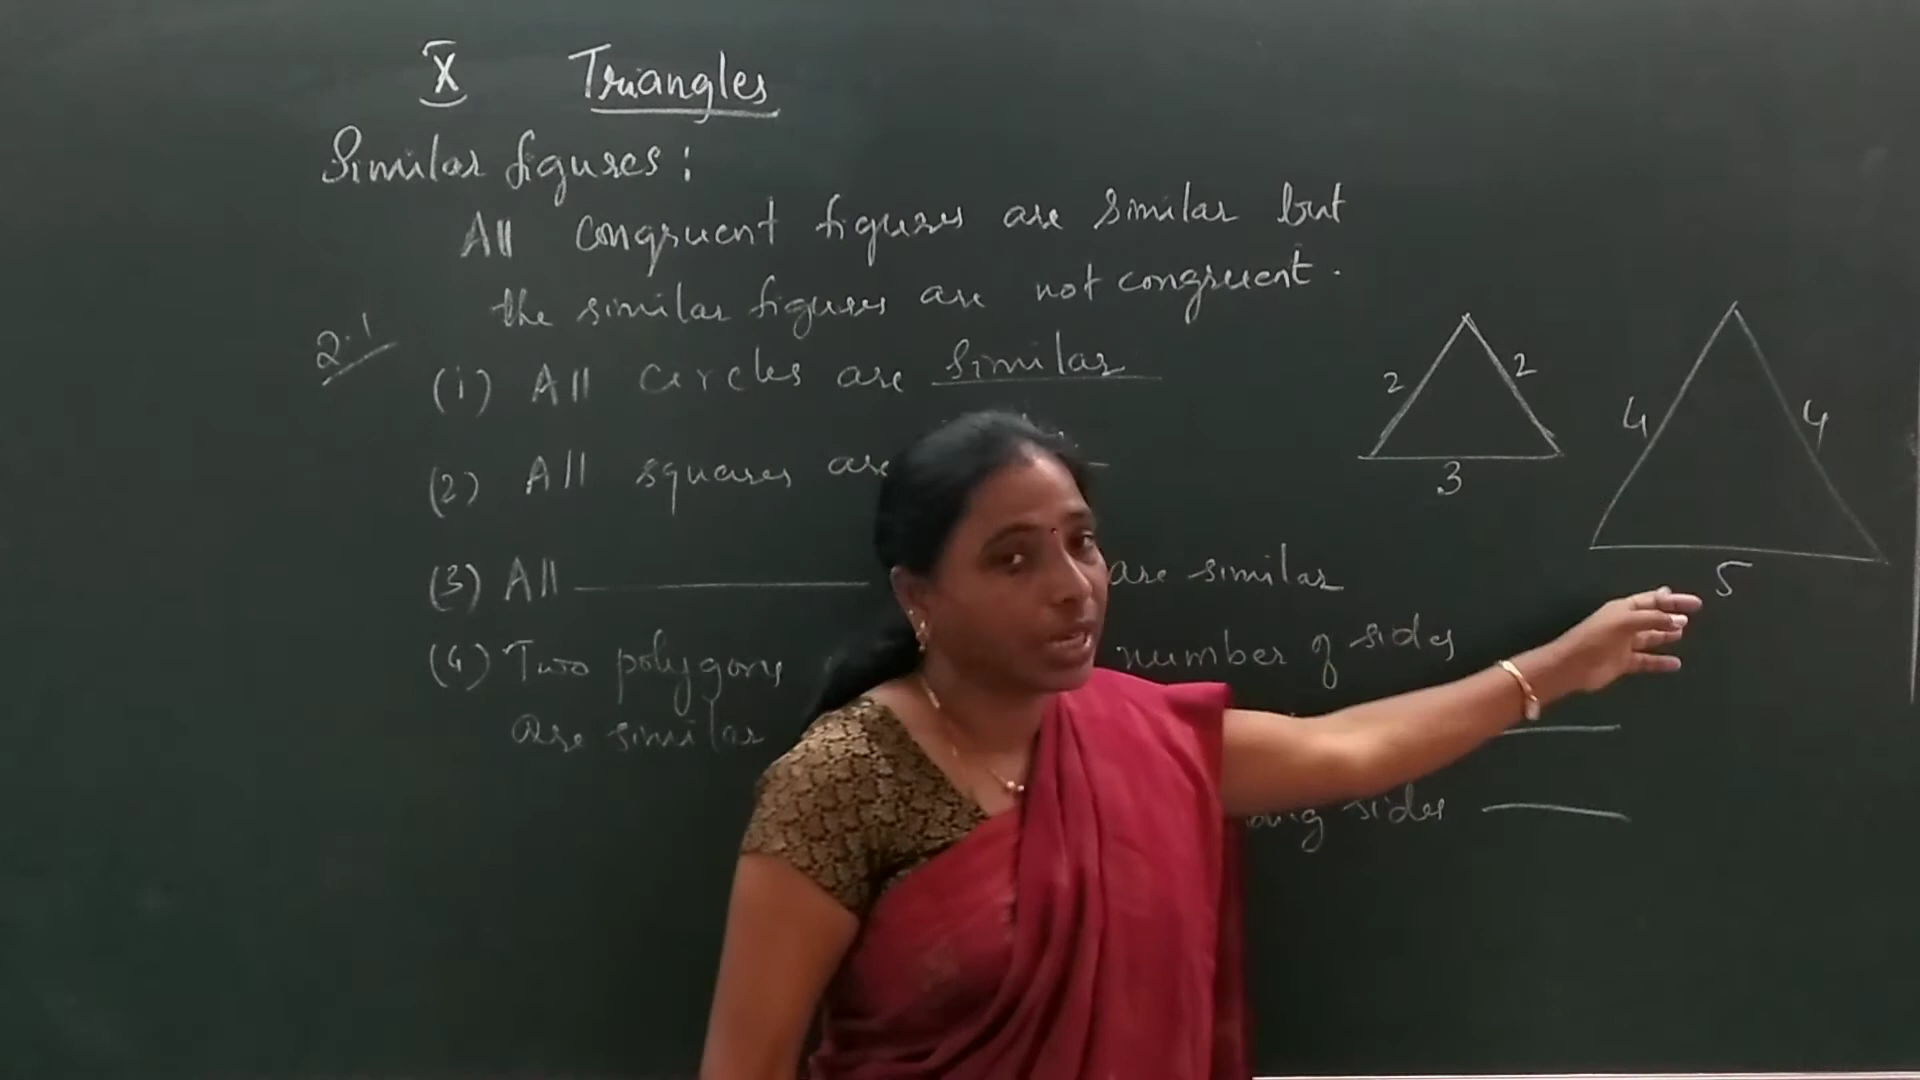 X Triangles
Similar figures :
All congruent figures are similar but
the similar figures are not congruent .
2.1
(i) All circles are similar
(2) All squares are
(3) All are similar
(4) Two polygons number of sides
are similar
sides
2 2
3
4 4
5